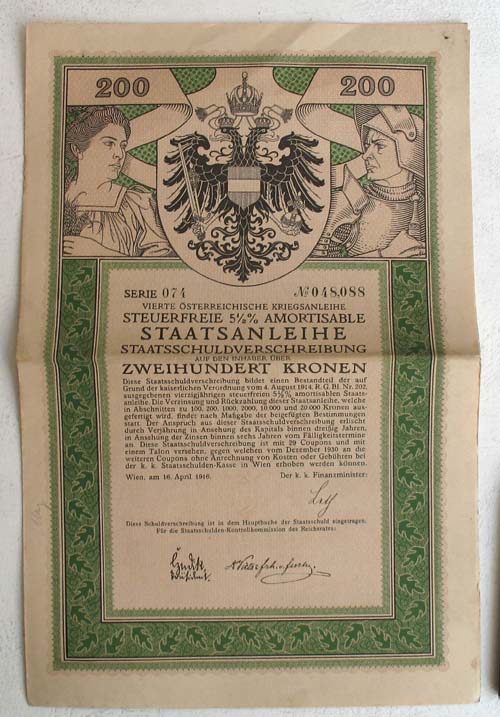 200 200
SERIE 074 № 048,088
VIERTE ÖSTERREICHISCHE KRIEGSANLEIHE
STEUERFREIE 5½% AMORTISABLE
STAATSANLEIHE
STAATSSCHULDVERSCHREIBUNG
AUF DEN INHABER ÜBER
ZWEIHUNDERT KRONEN
Diese Staatsschuldverschreibung bildet einen Bestandteil der auf
Grund der kaiserlichen Verordnung vom 4. August 1914, R. G. Bl. Nr. 202,
ausgegebenen vierzigjährigen steuerfreien 5½% amortisablen Staats-
anleihe. Die Verzinsung und Rückzahlung dieser Staatsanleihe, welche
in Abschnitten zu 100, 200, 1000, 2000, 10.000 und 20.000 Kronen aus-
gefertigt wird, findet nach Maßgabe der beigefügten Bestimmungen
statt. Der Anspruch aus dieser Staatsschuldverschreibung erlischt
durch Verjährung in Ansehung des Kapitals binnen dreißig Jahren,
in Ansehung der Zinsen binnen sechs Jahren vom Fälligkeitstermine
an. Diese Staatsschuldverschreibung ist mit 29 Coupons und mit
einem Talon versehen, gegen welchen vom Dezember 1930 an die
weiteren Coupons ohne Anrechnung von Kosten oder Gebühren bei
der k. k. Staatsschulden-Kasse in Wien erhoben werden können.
Wien, am 16. April 1916. Der k. k. Finanzminister:
Diese Schuldverschreibung ist in dem Hauptbuche der Staatsschuld eingetragen:
Für die Staatsschulden-Kontrollkommission des Reichsrates: